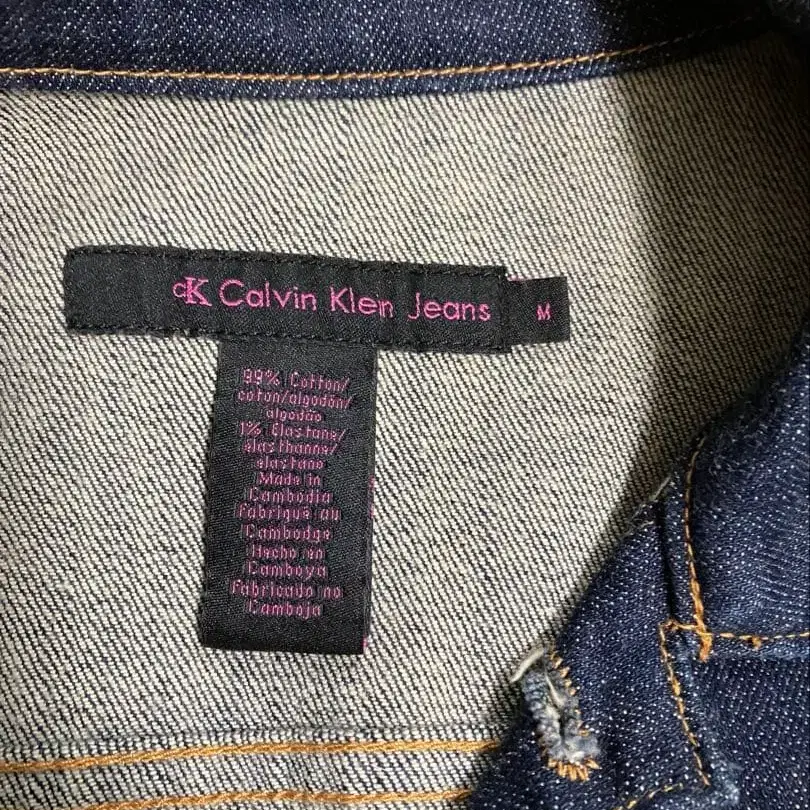 cK Calvin Klein Jeans
M
99% Cotton/
coton/algodón/
algodão
1% Elastane/
élasthanne/
elastano
Made in
Cambodia
Fabriqué au
Cambodge
Hecho en
Camboya
Fabricado no
Camboja